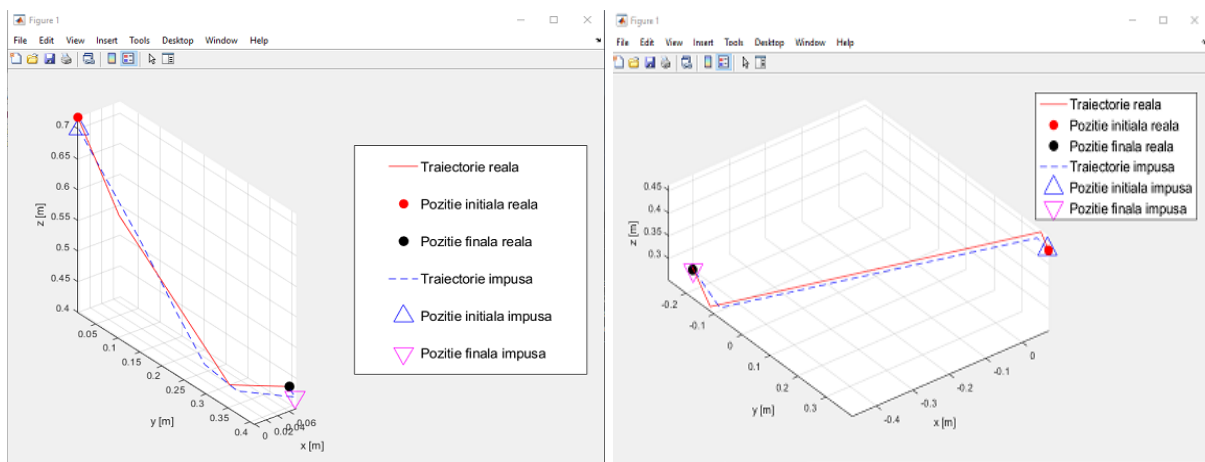 Figure 1
File Edit View Insert Tools Desktop Window Help
0.7
0.65
0.6
0.55
0.5
0.45
0.4
z [m]
0.05
0.1
0.15
0.2
0.25
0.3
0.35
0.4
y [m]
0
0.02
0.04
0.06
x [m]
Traiectorie reala
Pozitie initiala reala
Pozitie finala reala
Traiectorie impusa
Pozitie initiala impusa
Pozitie finala impusa
Figure 1
File Edit View Insert Tools Desktop Window Help
Traiectorie reala
Pozitie initiala reala
Pozitie finala reala
Traiectorie impusa
Pozitie initiala impusa
Pozitie finala impusa
0.45
0.4
0.35
0.3
z [m]
-0.2
-0.1
0
0.1
0.2
0.3
y [m]
-0.4
-0.3
-0.2
-0.1
0
x [m]